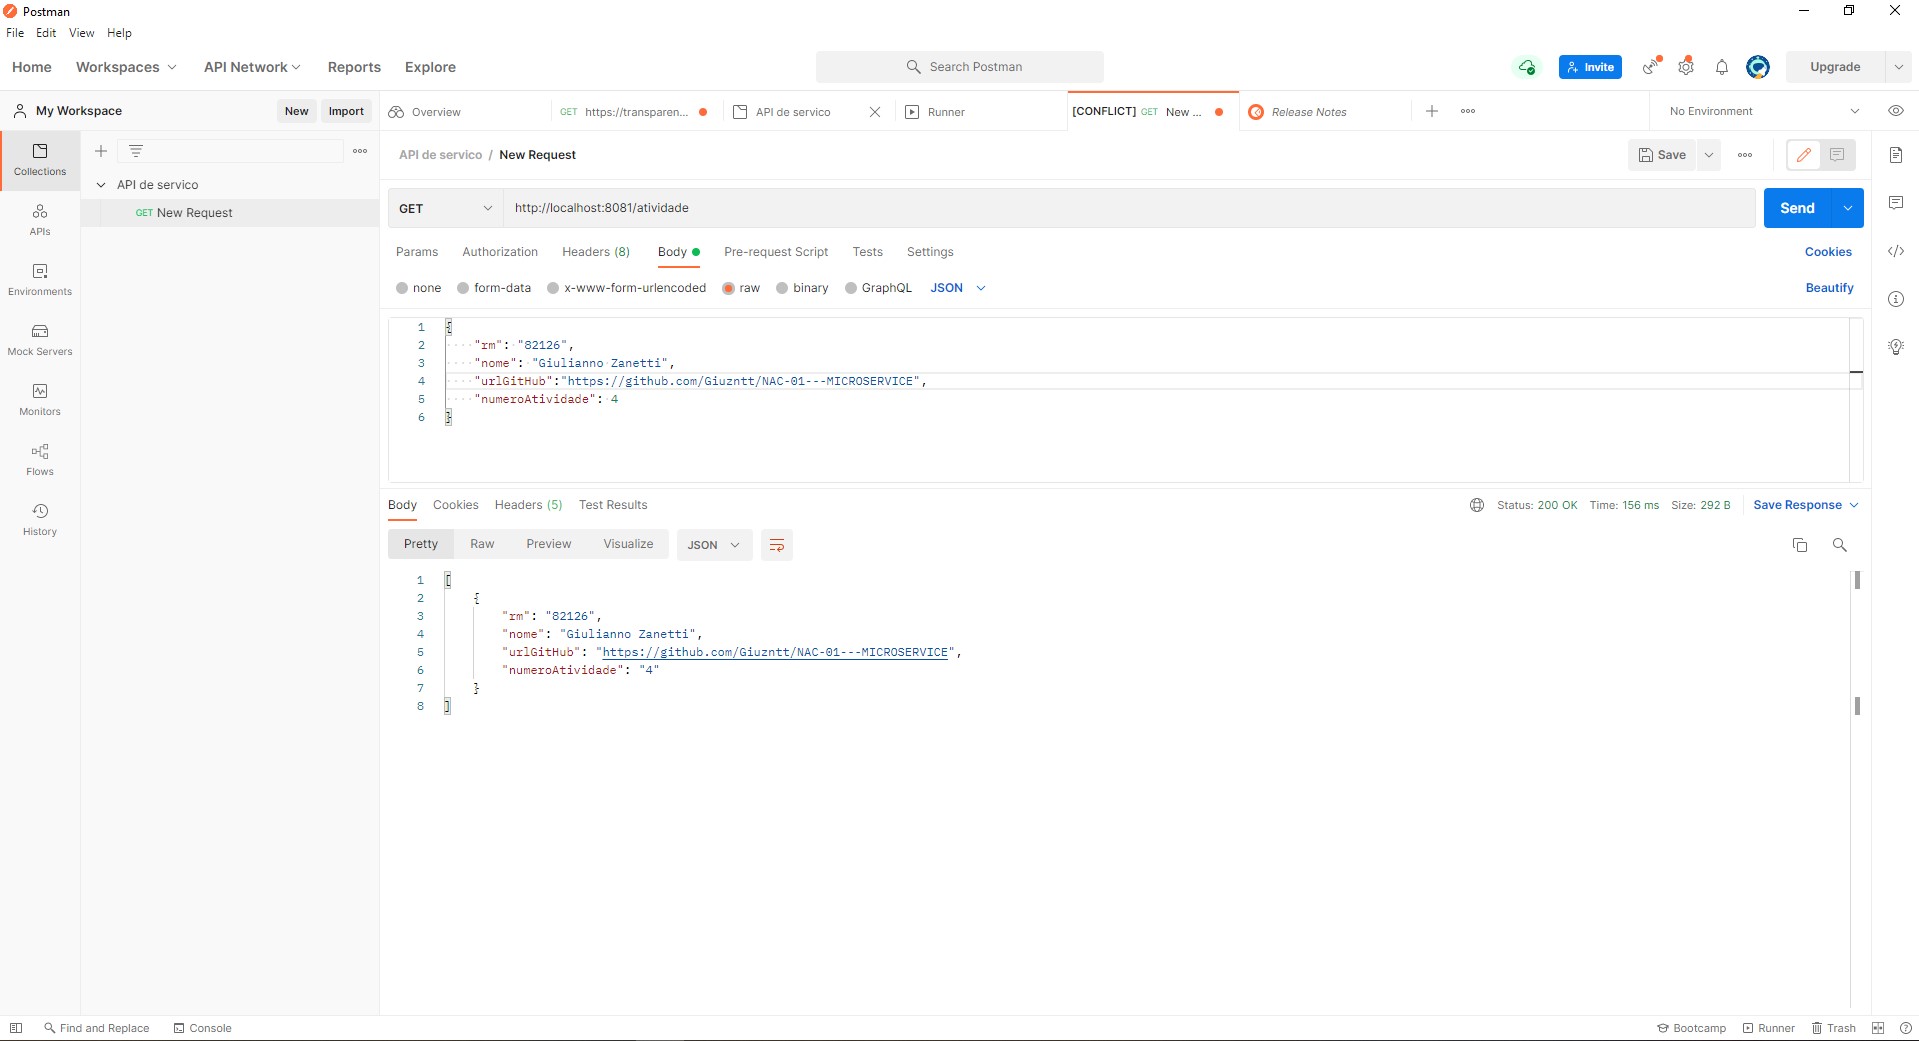 Postman
File Edit View Help
Home Workspaces API Network Reports Explore Search Postman Invite Upgrade
My Workspace New Import Overview GET https://transparen... API de servico Runner [CONFLICT] GET New ... Release Notes No Environment
Collections
API de servico / New Request Save
API de servico
GET New Request
GET http://localhost:8081/atividade Send
APIs
Params Authorization Headers (8) Body Pre-request Script Tests Settings Cookies
Environments
none form-data x-www-form-urlencoded raw binary GraphQL JSON Beautify
Mock Servers
1 {
2 "rm": "82126",
3 "nome": "Giulianno Zanetti",
4 "urlGitHub":"https://github.com/Giuzntt/NAC-01---MICROSERVICE",
5 "numeroAtividade": 4
6 }
Monitors
Flows
History
Body Cookies Headers (5) Test Results Status: 200 OK Time: 156 ms Size: 292 B Save Response
Pretty Raw Preview Visualize JSON
1 [
2 {
3 "rm": "82126",
4 "nome": "Giulianno Zanetti",
5 "urlGitHub": "https://github.com/Giuzntt/NAC-01---MICROSERVICE",
6 "numeroAtividade": "4"
7 }
8 ]
Find and Replace Console Bootcamp Runner Trash